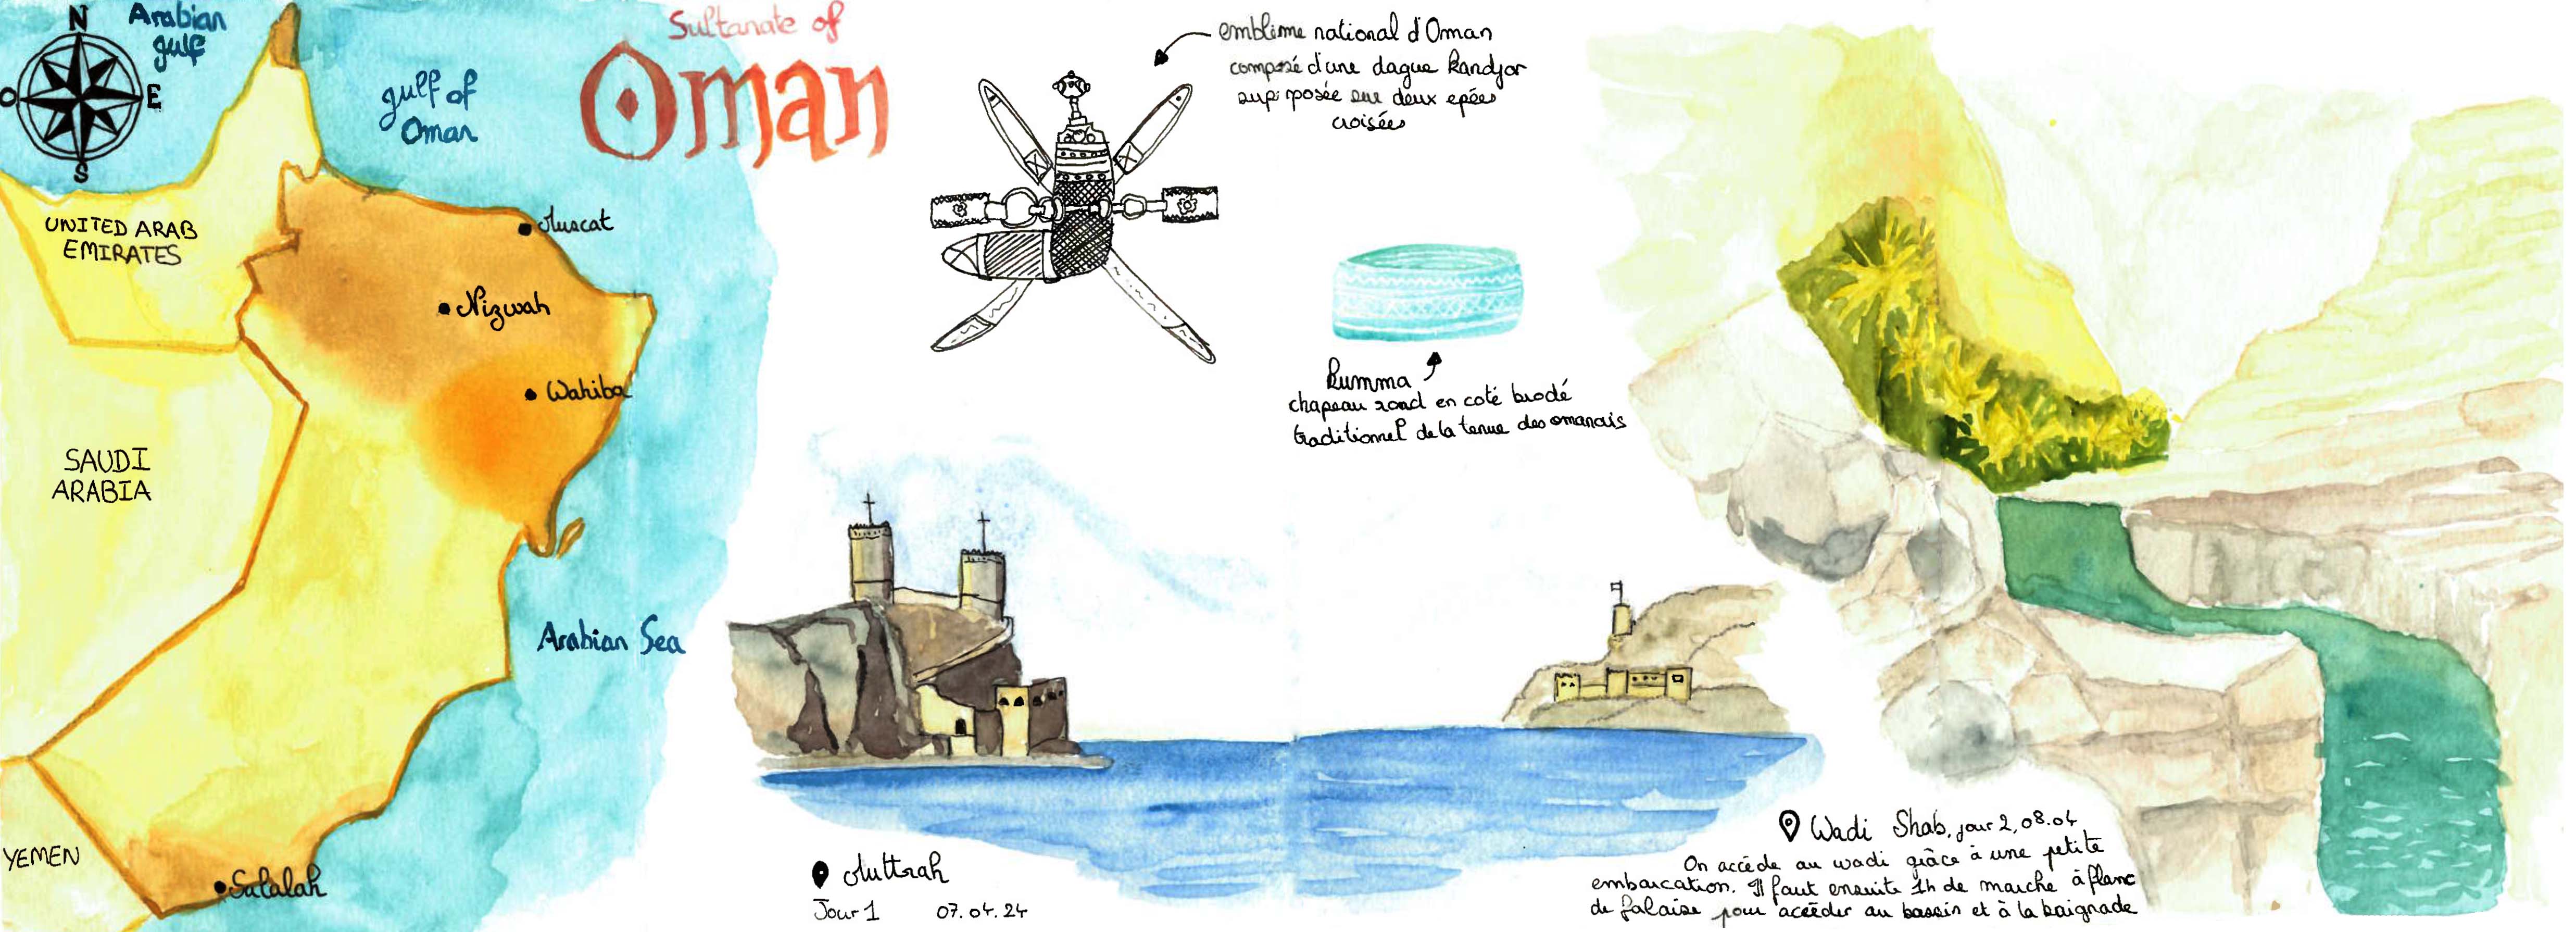 N
O
E
S
Arabian
gulf
gulf of
Oman
Sultanate of
Oman
UNITED ARAB
EMIRATES
Muscat
Nizwah
Wahiba
SAUDI
ARABIA
Arabian Sea
YEMEN
Salalah
emblème national d'Oman
composé d'une dague kandjar
superposée sur deux epées
croisées
kumma
chapeau rond en coté brodé
traditionnel de la tenue des omanais
Muttrah
Jour 1 07.04.24
Wadi Shab, jour 2, 08.04
On accède au wadi grâce à une petite
embarcation. Il faut ensuite 1h de marche à flanc
de falaise pour accéder au bassin et à la baignade